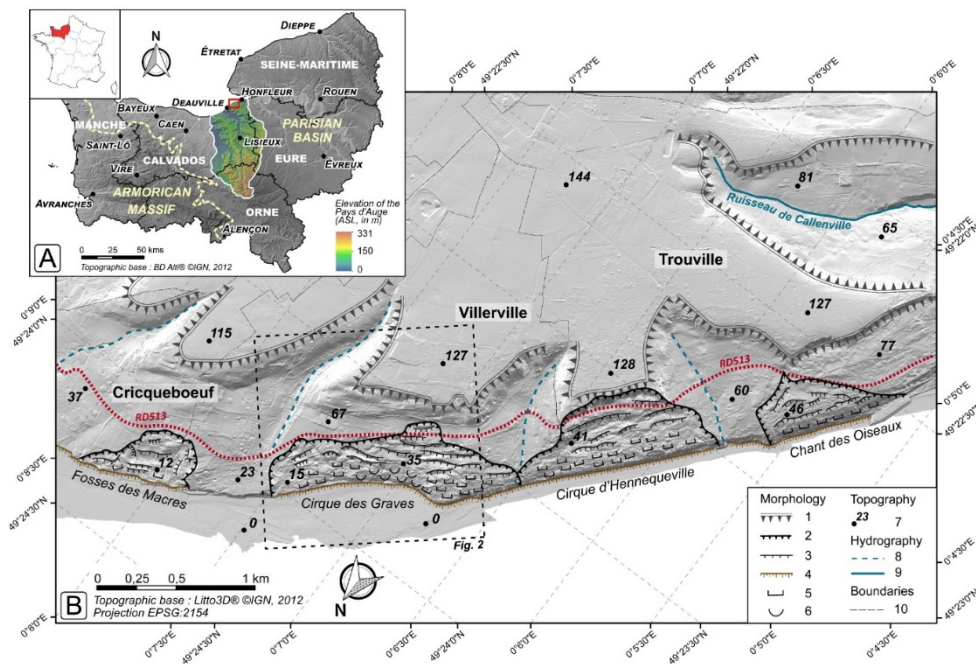 N
DIEPPE
ÉTRETAT
SEINE-MARITIME
HONFLEUR
ROUEN
DEAUVILLE
BAYEUX
CAEN
PARISIAN
BASIN
MANCHE
SAINT-LÔ
LISIEUX
CALVADOS
EURE
ÉVREUX
VIRE
ARMORICAN
MASSIF
AVRANCHES
ORNE
ALENÇON
Elevation of the
Pays d'Auge
(ASL, in m)
331
150
0
0 25 50 kms
A
Topographic base : BD Alti® ©IGN, 2012
0°8'0"E
49°22'30"N
0°7'30"E
0°7'0"E
49°22'0"N
0°6'30"E
0°6'0"E
144
81
Ruisseau de Callenville
65
0°4'30"E
49°22'0"N
Trouville
Villerville
127
115
127
128
77
0°9'0"E
49°24'0"N
Cricqueboeuf
RD513
37
RD513
67
60
46
41
0°5'0"E
49°22'30"N
0°8'30"E
49°24'30"N
12
23
15
35
Fosses des Macres
Cirque des Graves
Cirque d'Hennequeville
Chant des Oiseaux
0
0
Fig. 2
0°4'30"E
49°23'0"N
0 0,25 0,5 1 km
B
Topographic base : Litto3D® ©IGN, 2012
Projection EPSG:2154
N
Morphology
1
2
3
4
5
6
Topography
23 7
Hydrography
8
9
Boundaries
10
0°8'0"E
0°7'30"E
49°24'30"N
0°7'0"E
0°6'30"E
49°24'0"N
0°6'0"E
0°5'30"E
49°23'30"N
0°5'0"E
0°4'30"E